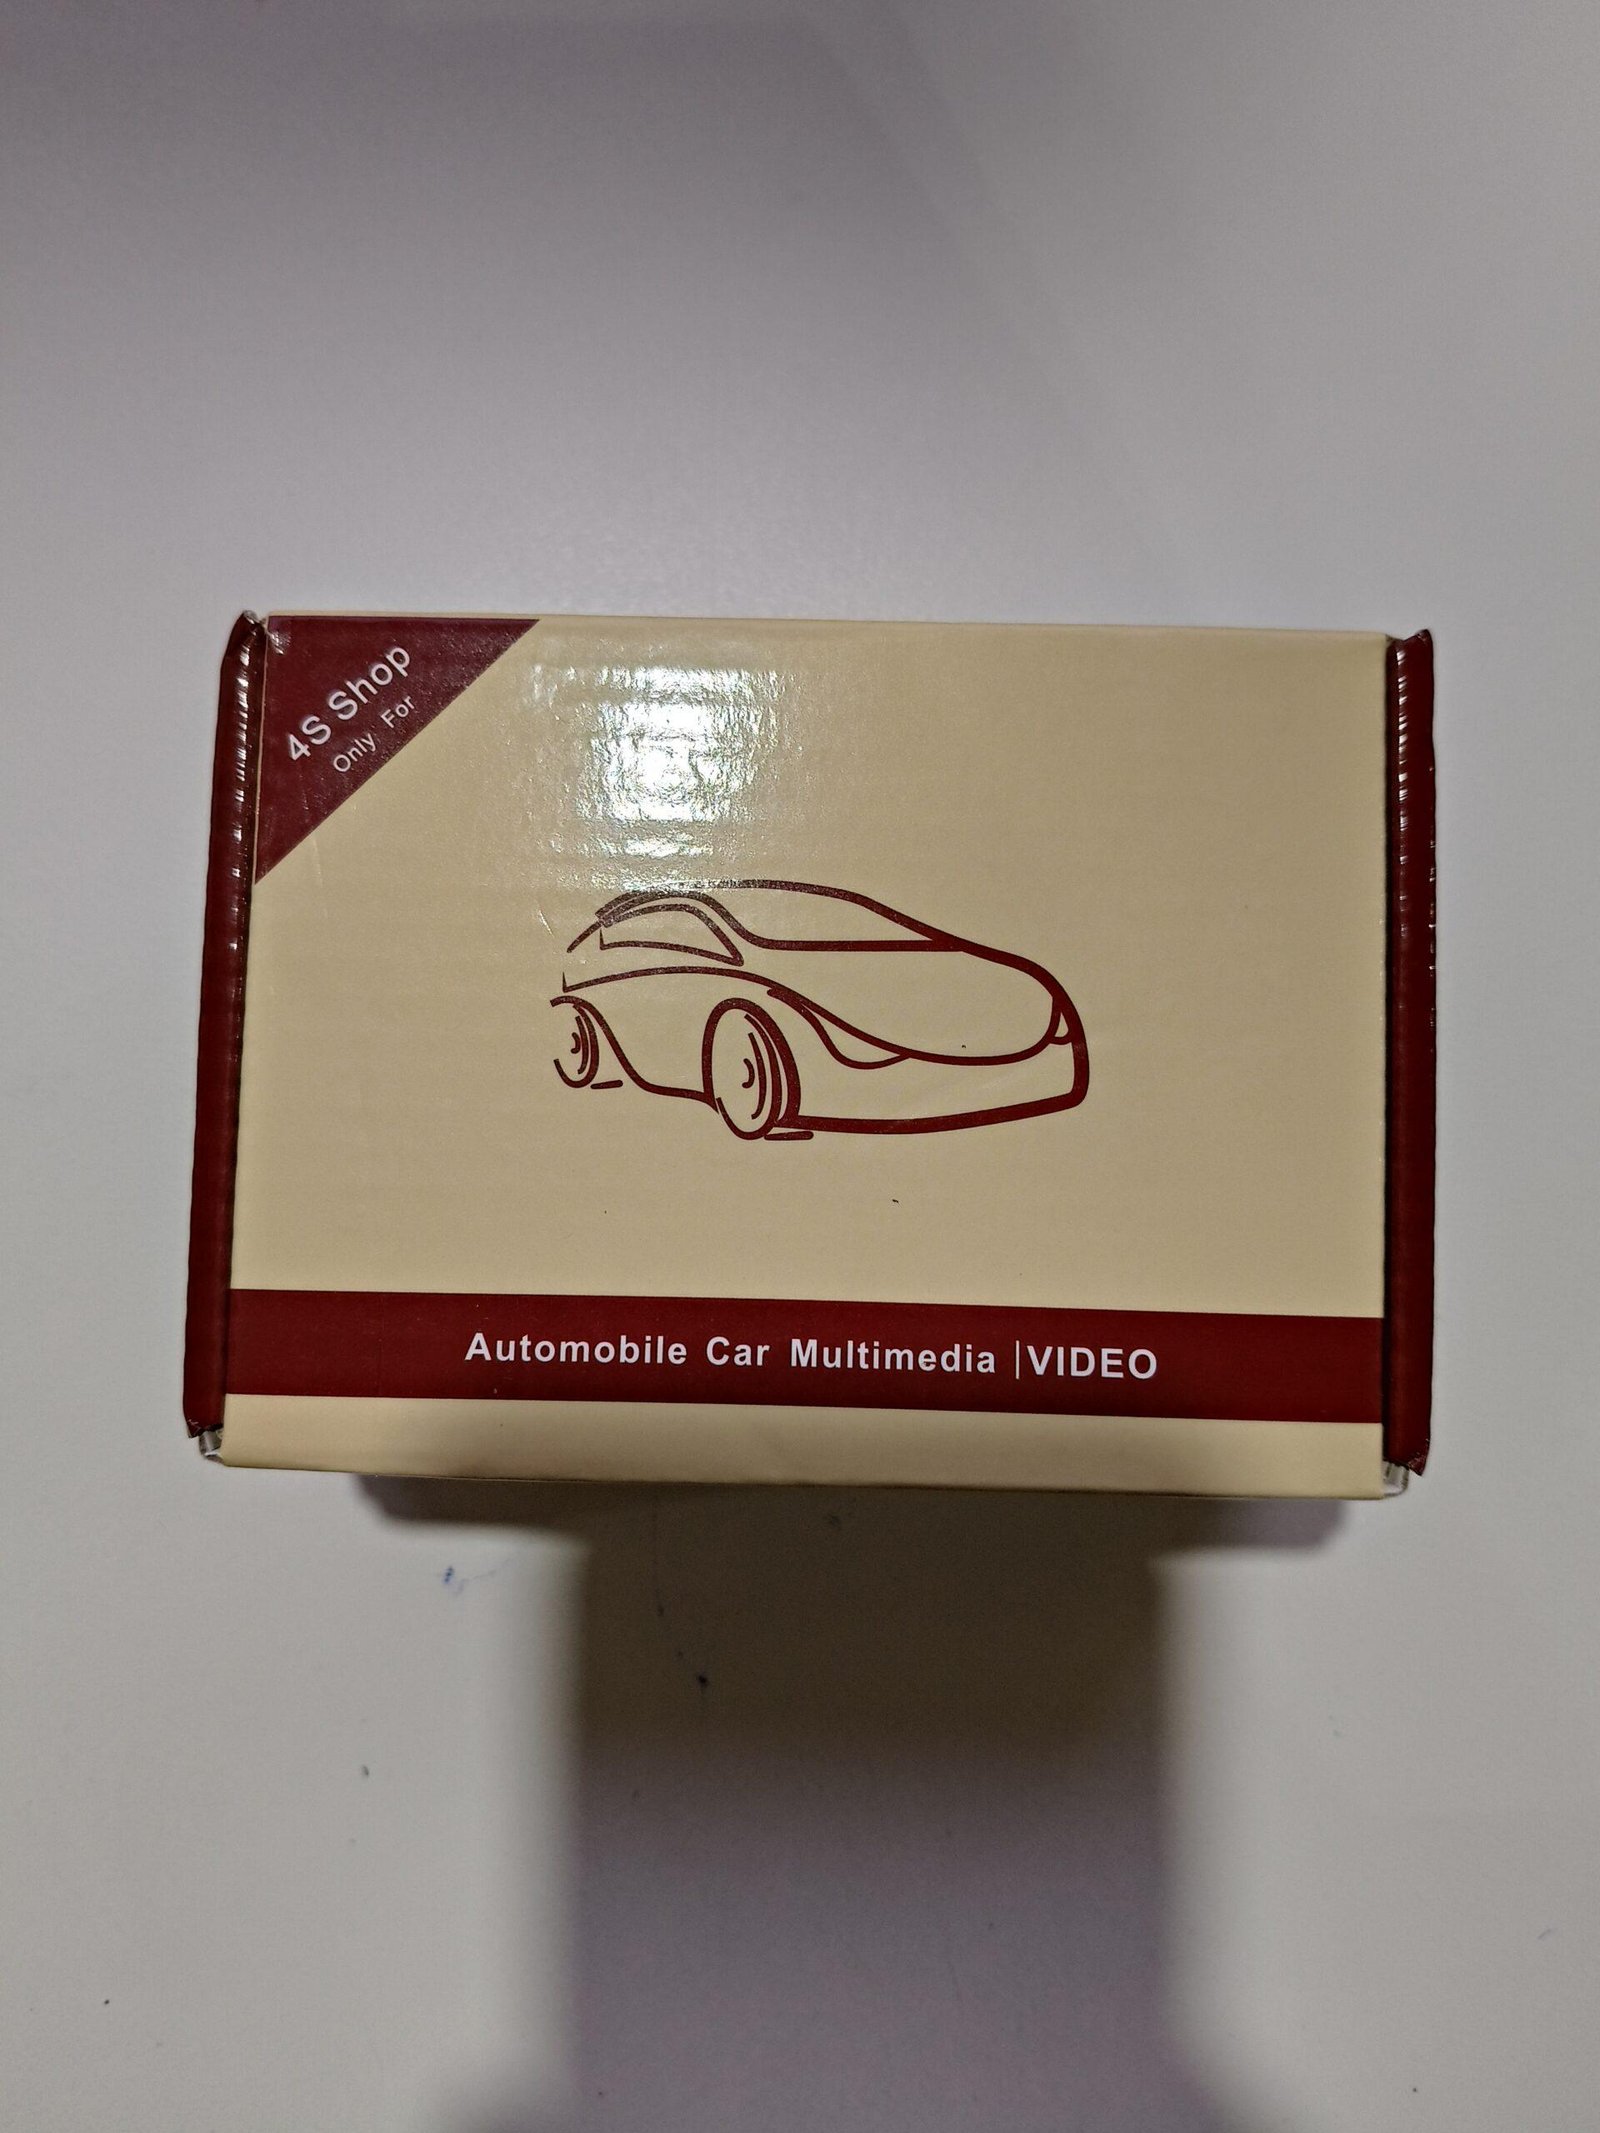 4S Shop
Only For
Automobile Car Multimedia |VIDEO